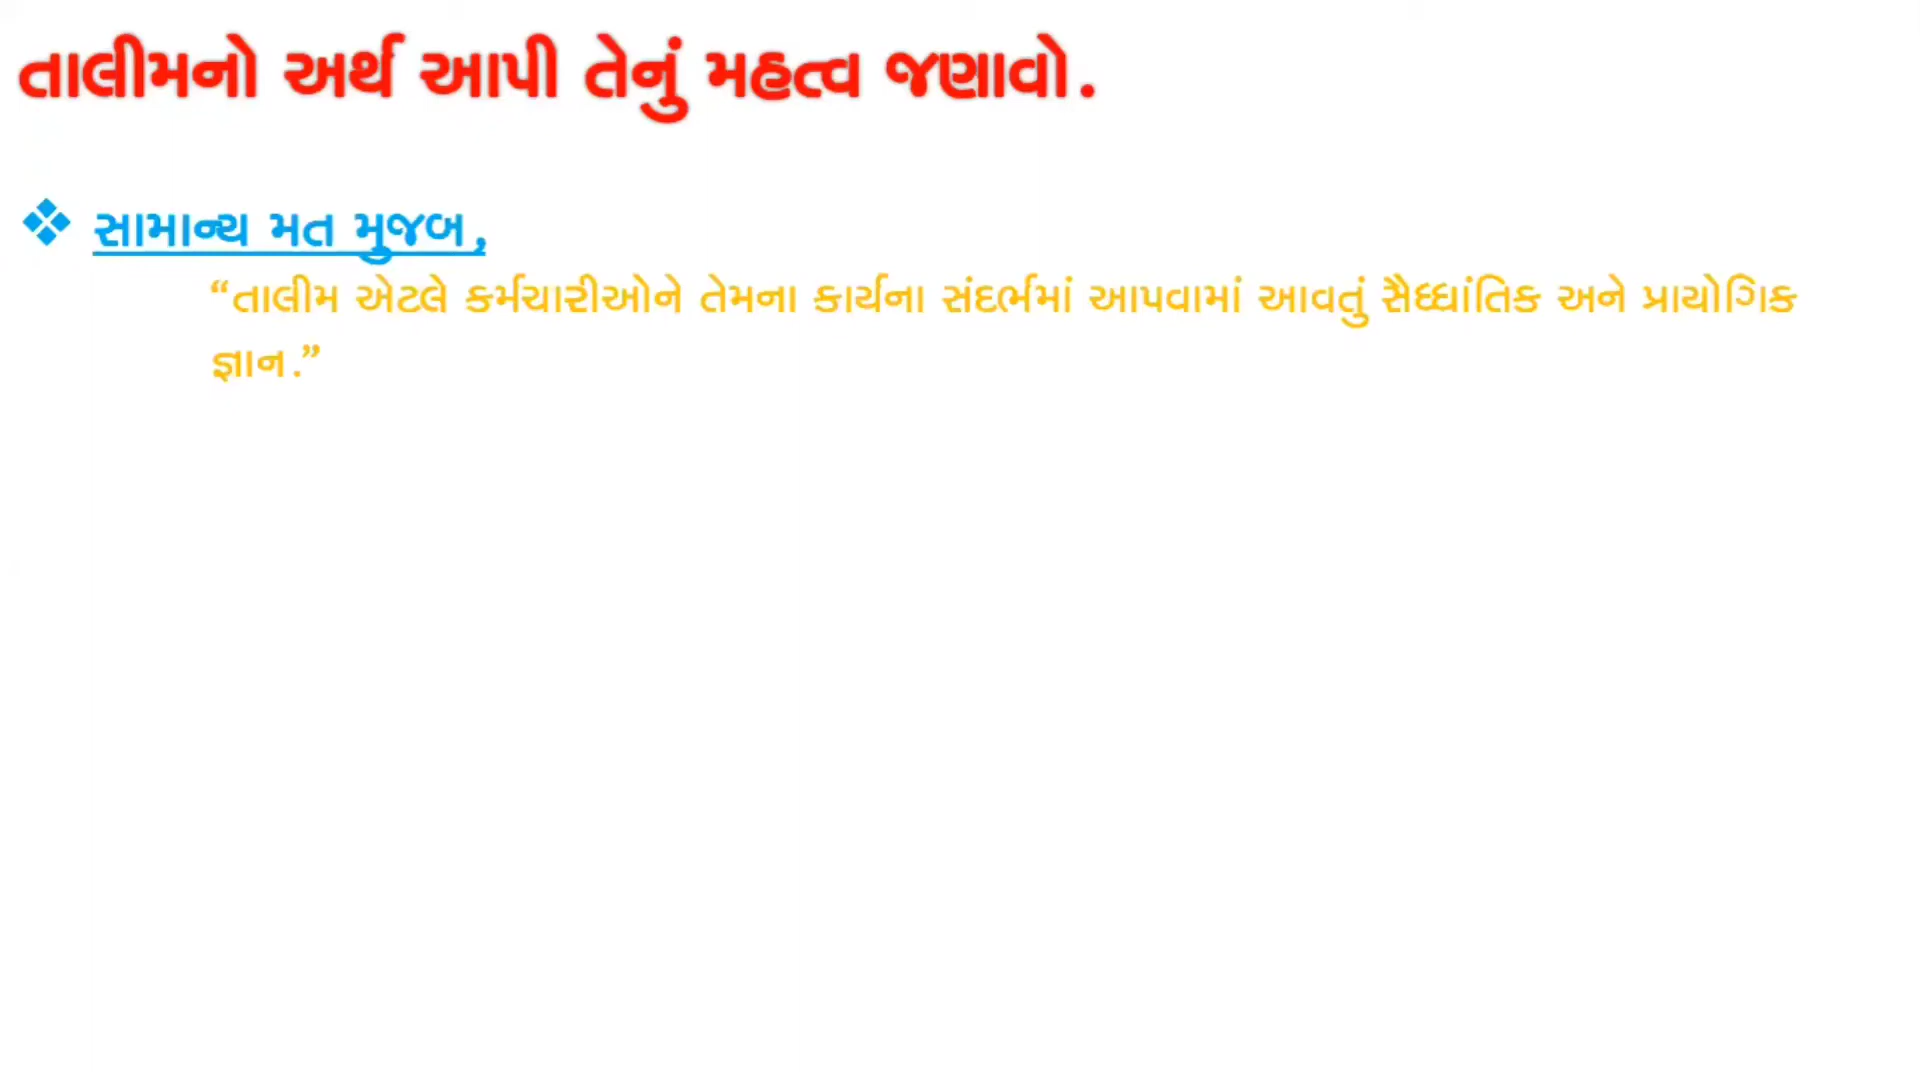 તાલીમનો અર્થ આપી તેનું મહત્વ જણાવો.
❖ સામાન્ય મત મુજબ,
“તાલીમ એટલે કર્મચારીઓને તેમના કાર્યના સંદર્ભમાં આપવામાં આવતું સૈધ્ધાંતિક અને પ્રાયોગિક
જ્ઞાન.”